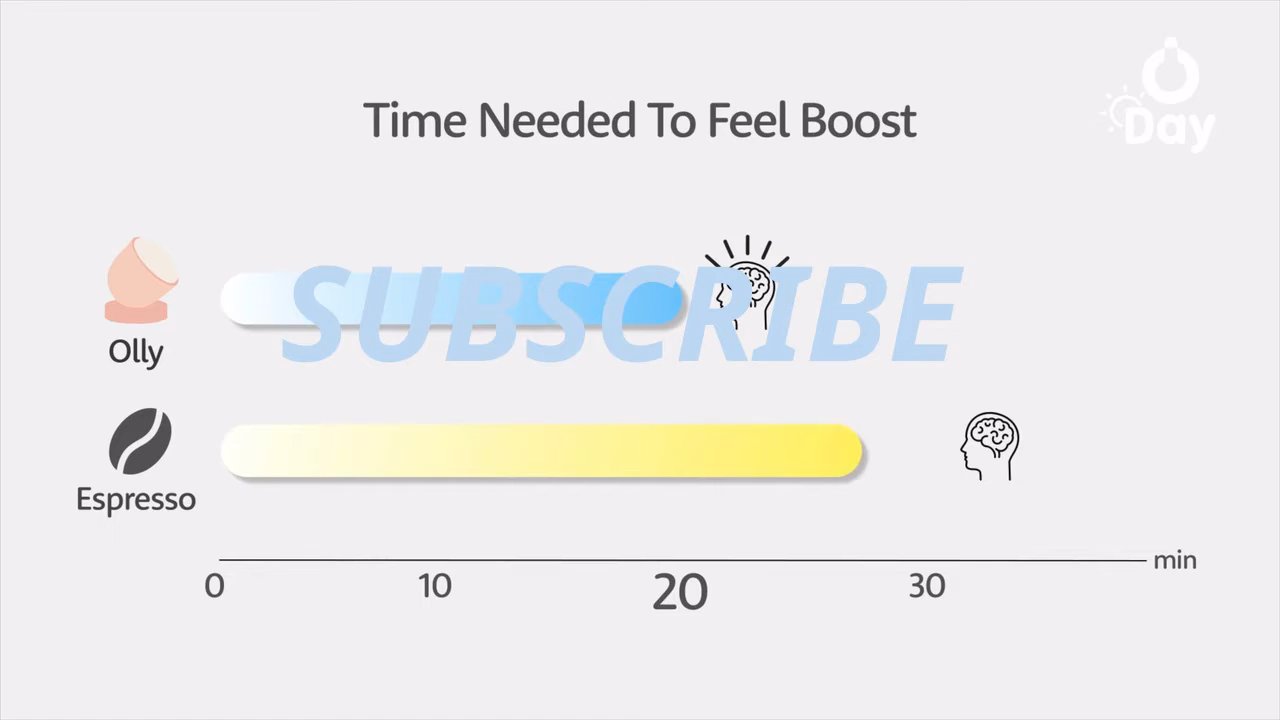 Day
Time Needed To Feel Boost
SUBSCRIBE
Olly
Espresso
min
0 10 20 30